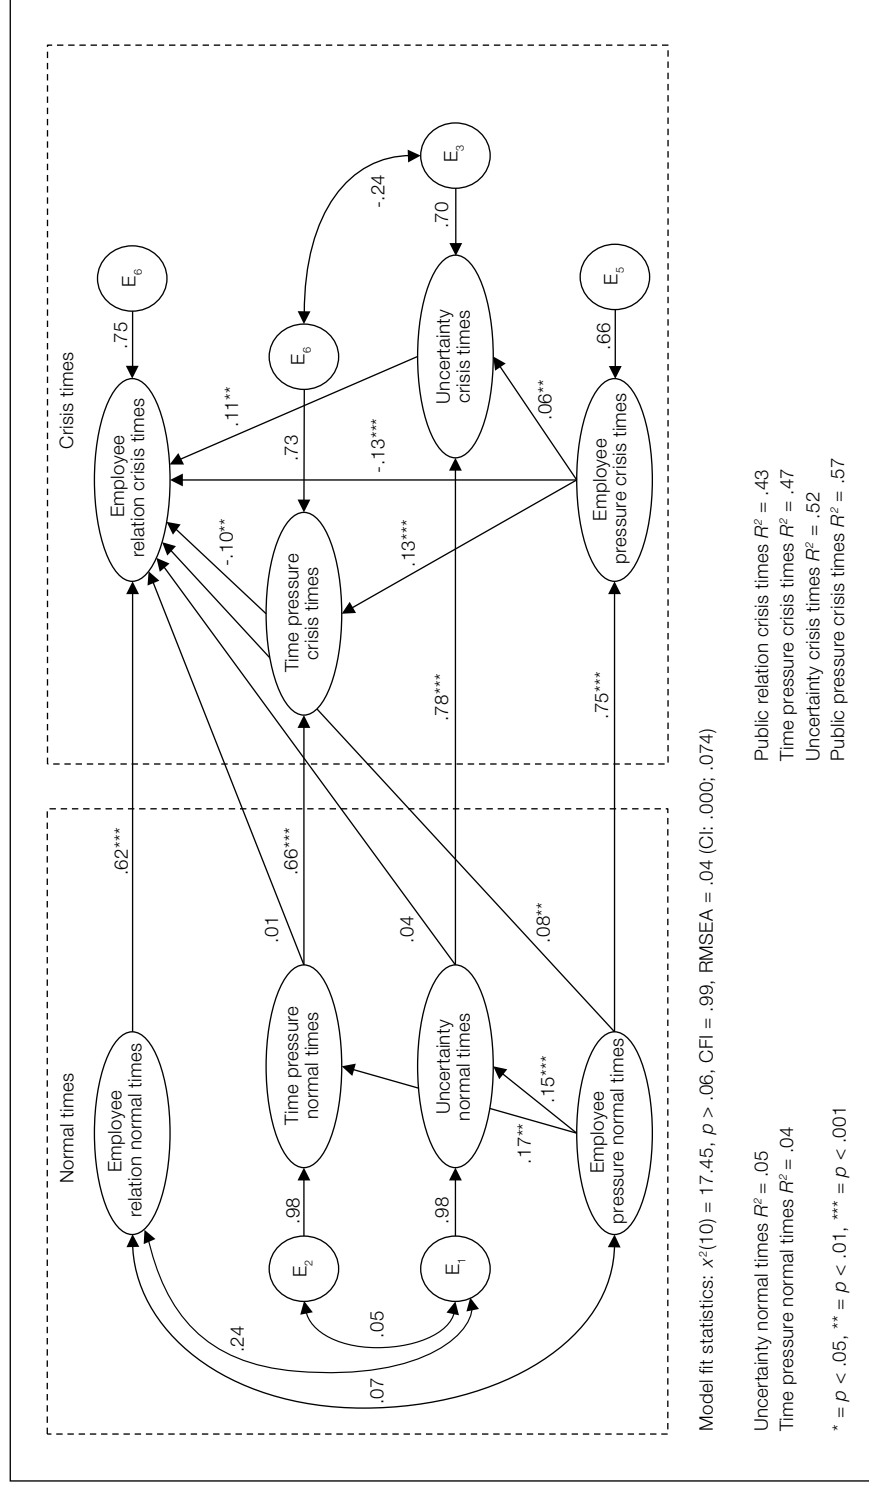 Normal times
Crisis times
Employee
relation normal times
.62***
Employee
relation crisis times
.75
E6
.24
.07
.05
E2
.98
Time pressure
normal times
.01
.66***
Time pressure
crisis times
-.10**
.73
E6
.11**
-.24
E1
.98
Uncertainty
normal times
.04
.78***
.13***
-.13***
Uncertainty
crisis times
.70
E3
.17**
.15***
.08**
.06**
Employee
pressure normal times
.75***
Employee
pressure crisis times
.66
E5
Model fit statistics: x²(10) = 17.45, p > .06, CFI = .99, RMSEA = .04 (CI: .000; .074)
Uncertainty normal times R² = .05
Time pressure normal times R² = .04
Public relation crisis times R² = .43
Time pressure crisis times R² = .47
Uncertainty crisis times R² = .52
Public pressure crisis times R² = .57
* = p < .05, ** = p < .01, *** = p < .001